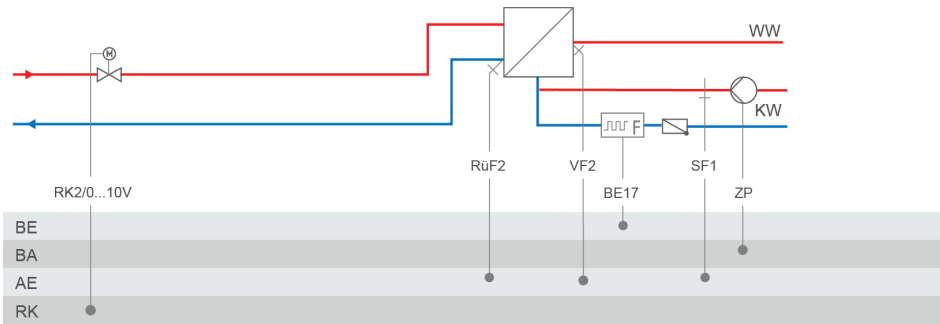 WW
M
KW
F
RüF2
VF2
SF1
RK2/0...10V
BE17
ZP
BE
BA
AE
RK